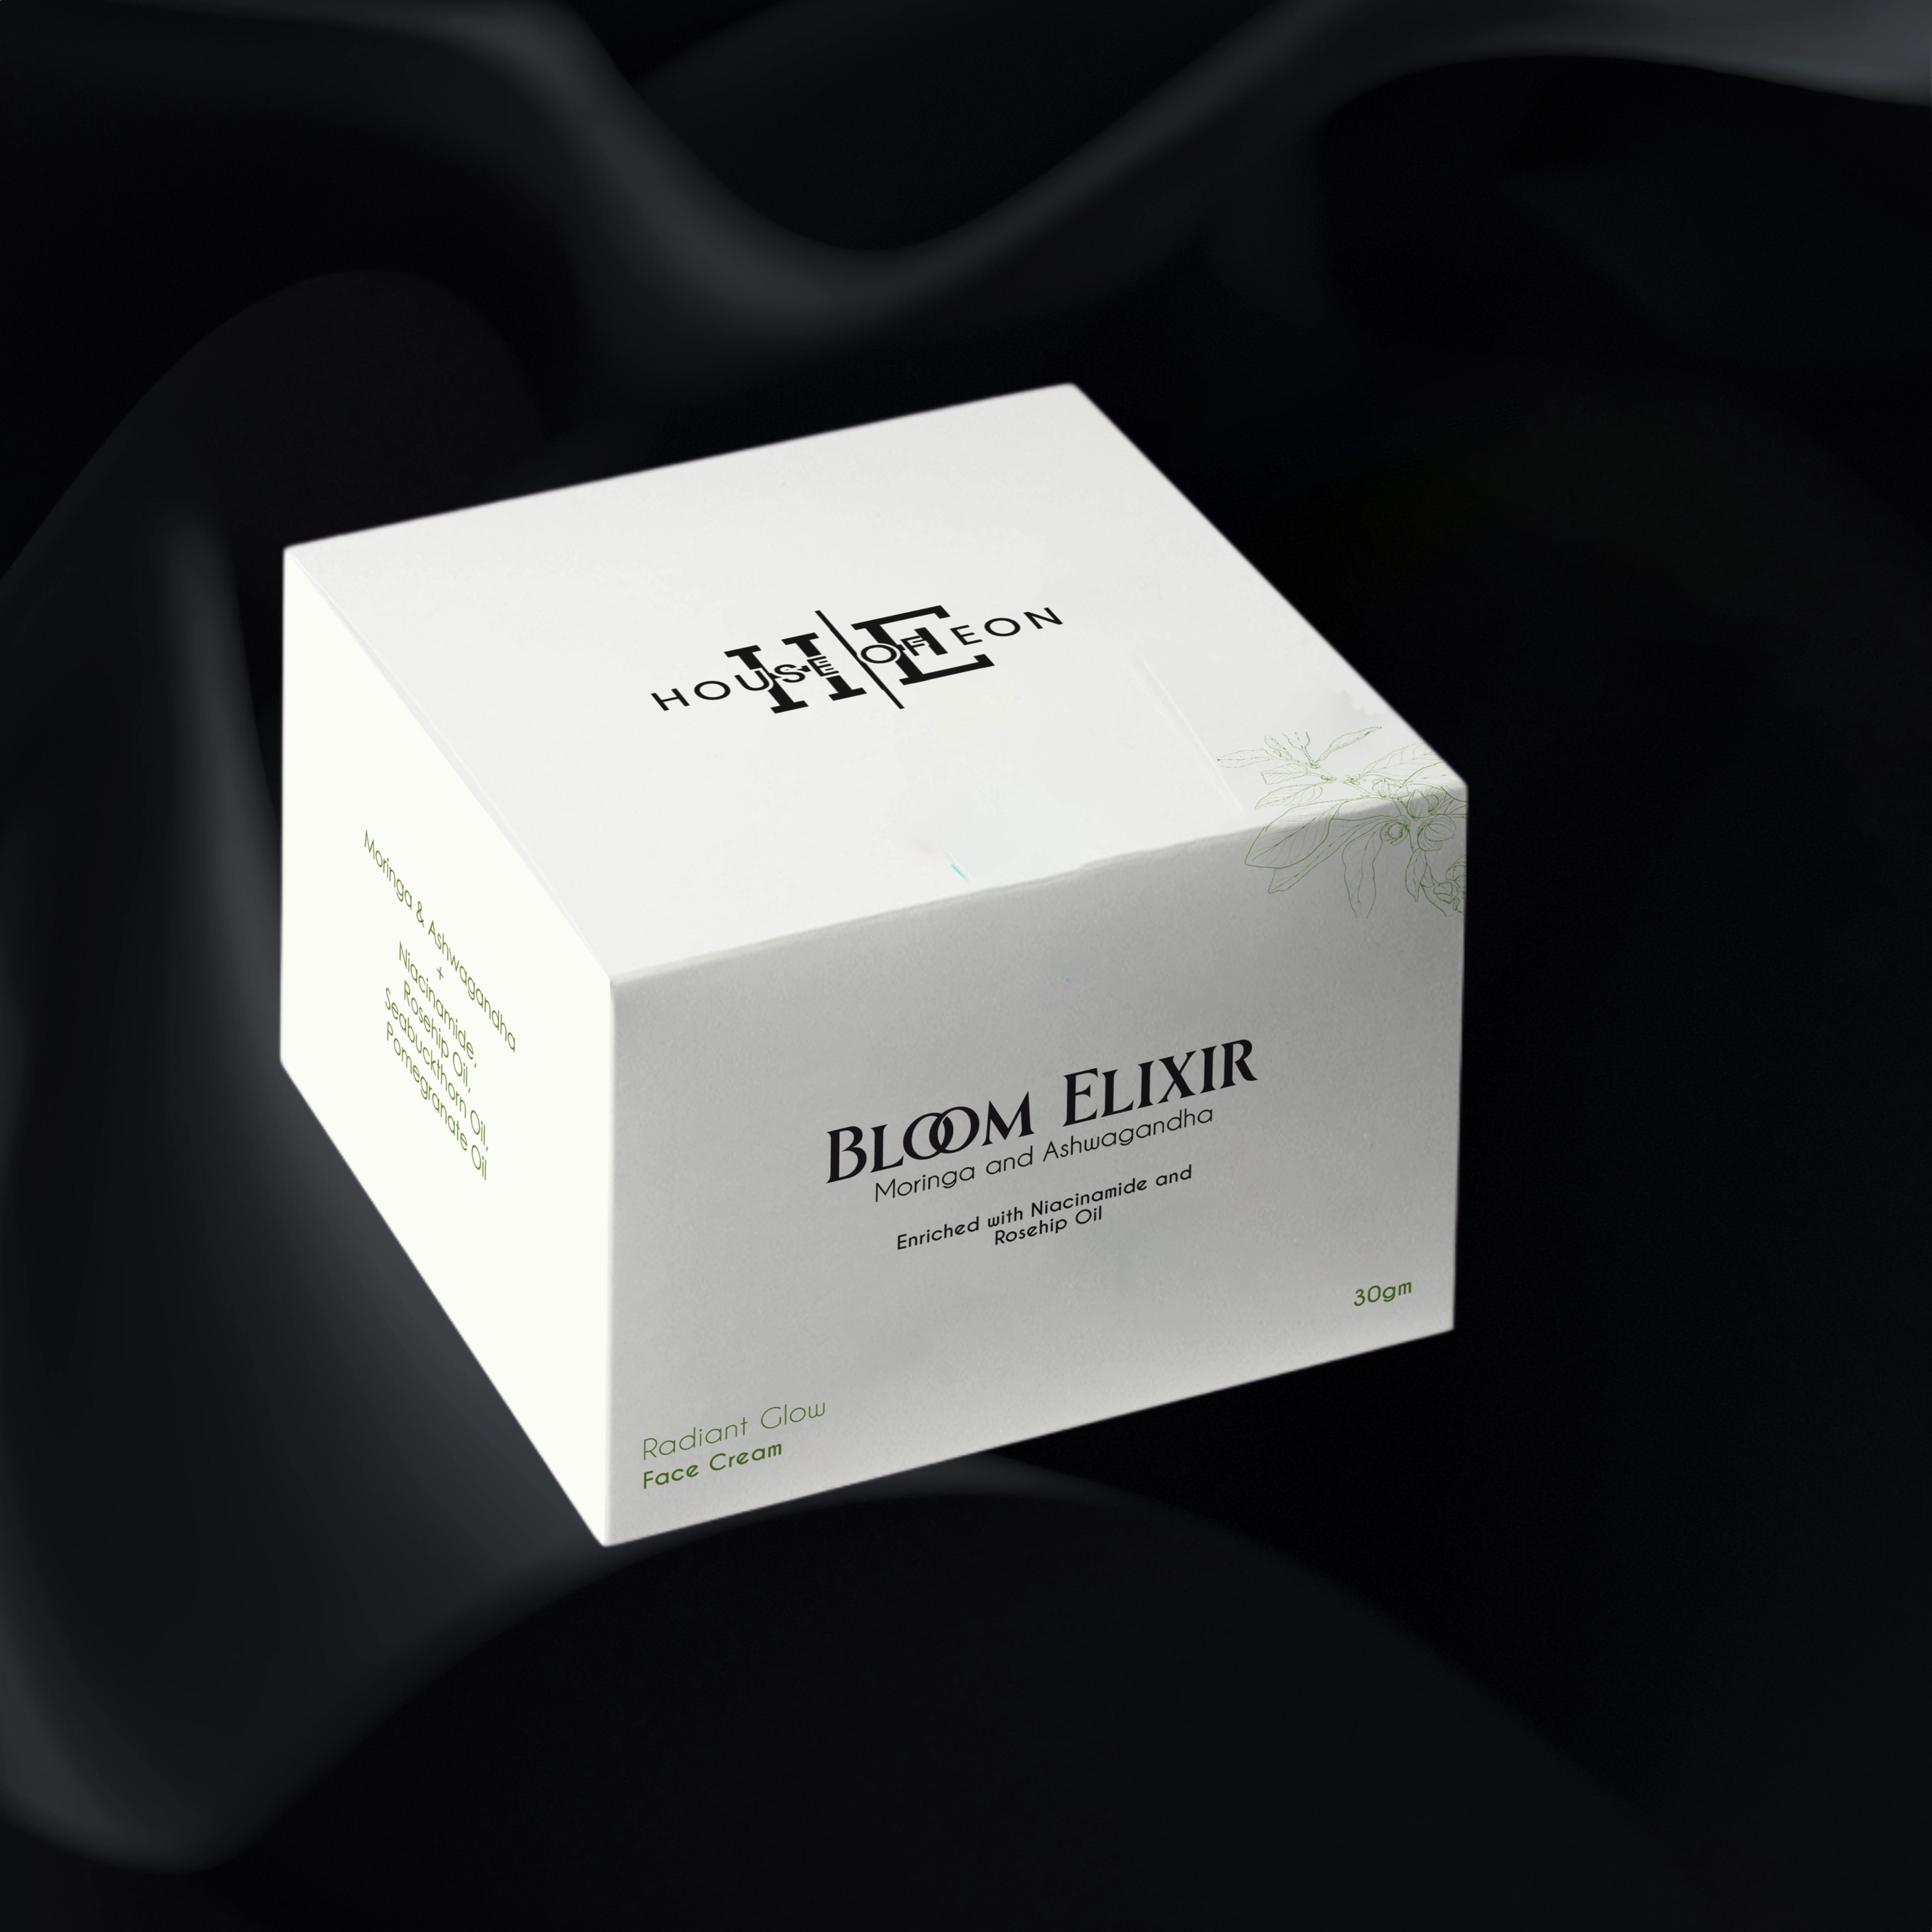 H|E
HOUSE OF EON
Moringa & Ashwagandha
+
Niacinamide,
Rosehip Oil,
Seabuckthorn Oil,
Pomegranate Oil
BLOOM ELIXIR
Moringa and Ashwagandha
Enriched with Niacinamide and
Rosehip Oil
30gm
Radiant Glow
Face Cream